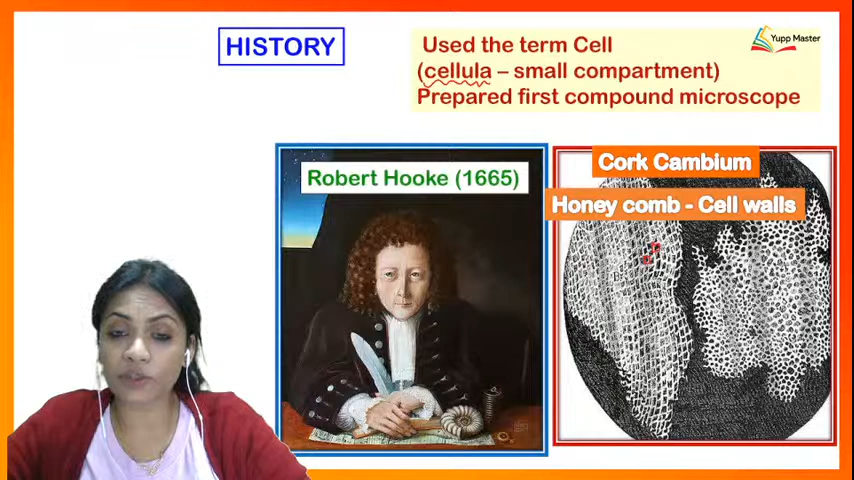 HISTORY
Used the term Cell
(cellula – small compartment)
Prepared first compound microscope
Yupp Master
Robert Hooke (1665)
Cork Cambium
Honey comb - Cell walls